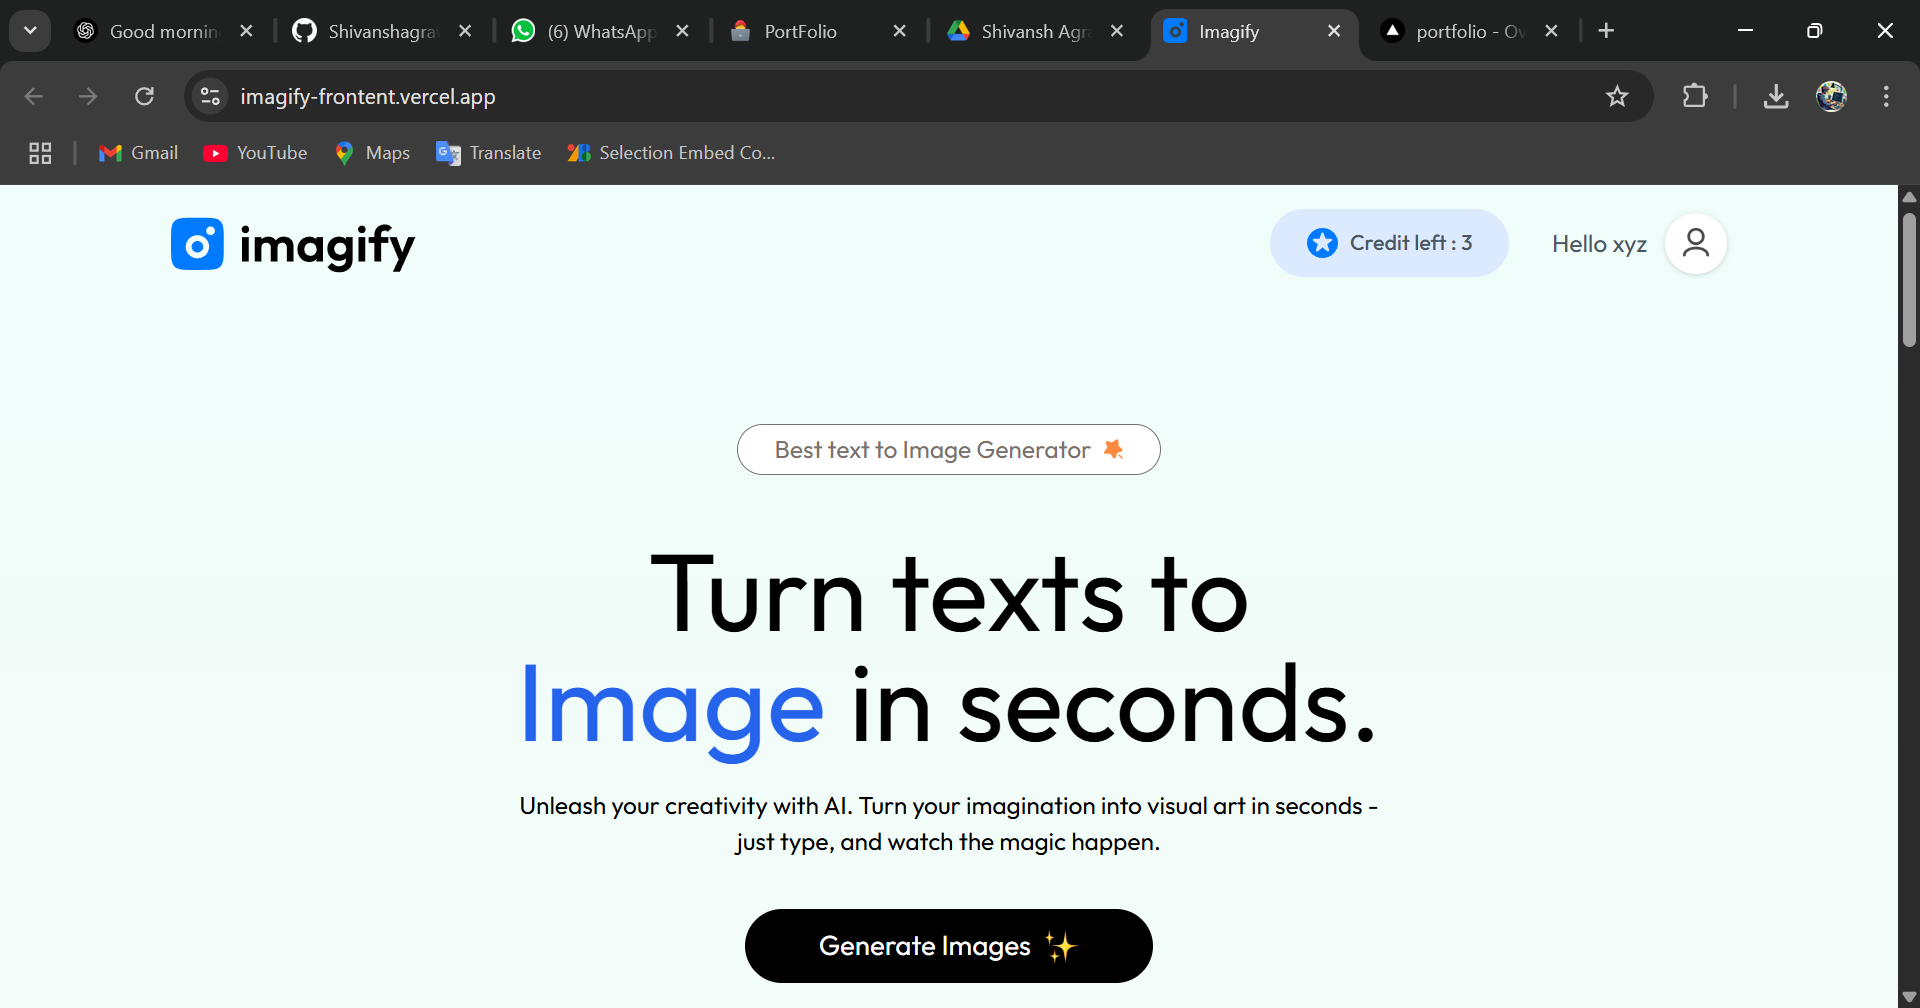 Good mornin
Shivanshagra
(6) WhatsApp
PortFolio
Shivansh Agr
Imagify
portfolio - Ov
imagify-frontent.vercel.app
Gmail
YouTube
Maps
Translate
Selection Embed Co...
imagify
Credit left : 3
Hello xyz
Best text to Image Generator
Turn texts to
Image in seconds.
Unleash your creativity with AI. Turn your imagination into visual art in seconds -
just type, and watch the magic happen.
Generate Images